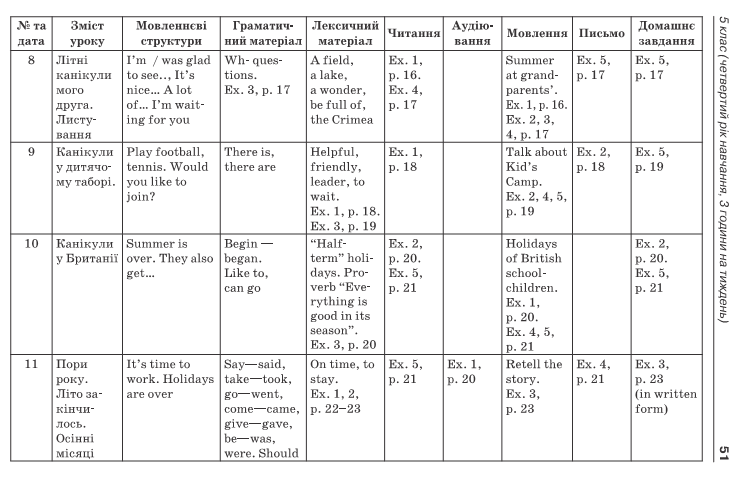 № та
дата
Зміст
уроку
Мовленнєві
структури
Граматич-
ний матеріал
Лексичний
матеріал
Читання
Аудію-
вання
Мовлення
Письмо
Домашнє
завдання
8
Літні
канікули
мого
друга.
Листу-
вання
I'm / was glad
to see.., It's
nice... A lot
of... I'm wait-
ing for you
Wh- ques-
tions.
Ex. 3, p. 17
A field,
a lake,
a wonder,
be full of,
the Crimea
Ex. 1,
p. 16.
Ex. 4,
p. 17
Summer
at grand-
parents'.
Ex. 1, p. 16.
Ex. 2, 3,
4, p. 17
Ex. 5,
p. 17
Ex. 5,
p. 17
9
Канікули
у дитячо-
му таборі.
Play football,
tennis. Would
you like to
join?
There is,
there are
Helpful,
friendly,
leader, to
wait.
Ex. 1, p. 18.
Ex. 3, p. 19
Ex. 1,
p. 18
Talk about
Kid's
Camp.
Ex. 2, 4, 5,
p. 19
Ex. 2,
p. 18
Ex. 5,
p. 19
10
Канікули
у Британії
Summer is
over. They also
get...
Begin —
began.
Like to,
can go
“Half-
term” holi-
days. Pro-
verb “Eve-
rything is
good in its
season”.
Ex. 3, p. 20
Ex. 2,
p. 20.
Ex. 5,
p. 21
Holidays
of British
school-
children.
Ex. 1,
p. 20.
Ex. 4, 5,
p. 21
Ex. 2,
p. 20.
Ex. 5,
p. 21
11
Пори
року.
Літо за-
кінчи-
лось.
Осінні
місяці
It's time to
work. Holidays
are over
Say—said,
take—took,
go—went,
come—came,
give—gave,
be—was,
were. Should
On time, to
stay.
Ex. 1, 2,
p. 22–23
Ex. 5,
p. 21
Ex. 1,
p. 20
Retell the
story.
Ex. 3,
p. 23
Ex. 4,
p. 21
Ex. 3,
p. 23
(in written
form)
5 клас (четвертий рік навчання, 3 години на тиждень)
51